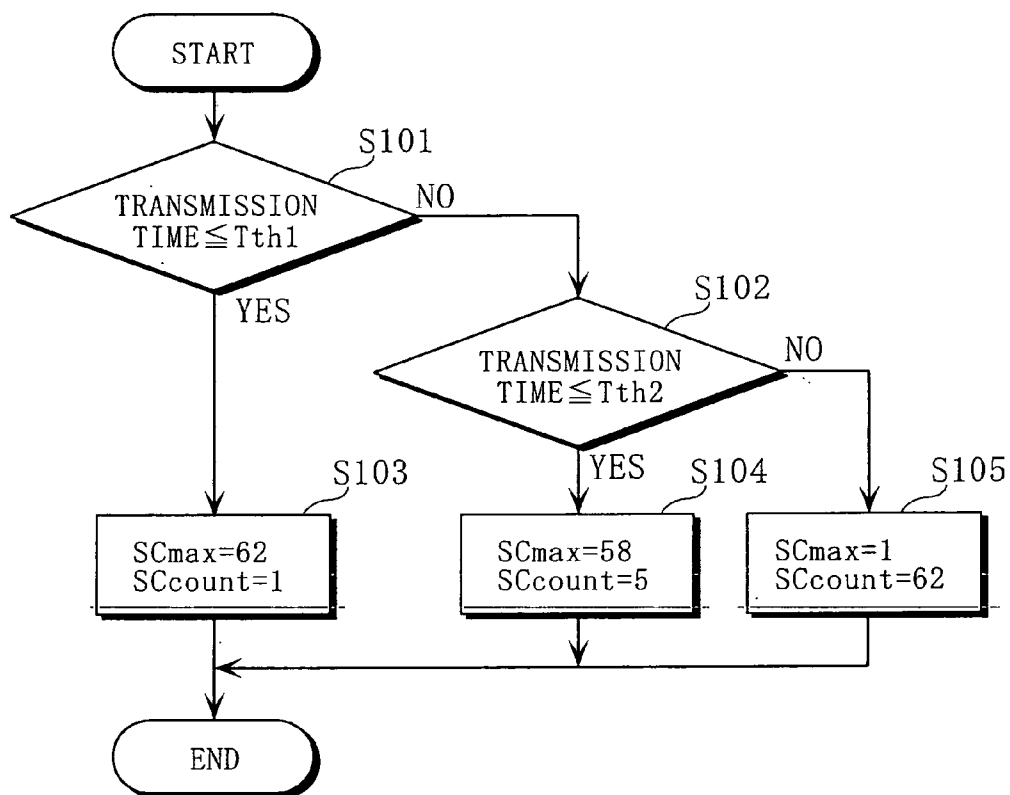 START
S101
TRANSMISSION
TIME≦Tth1
NO
YES
S102
TRANSMISSION
TIME≦Tth2
NO
YES
S103
SCmax=62
SCcount=1
S104
SCmax=58
SCcount=5
S105
SCmax=1
SCcount=62
END